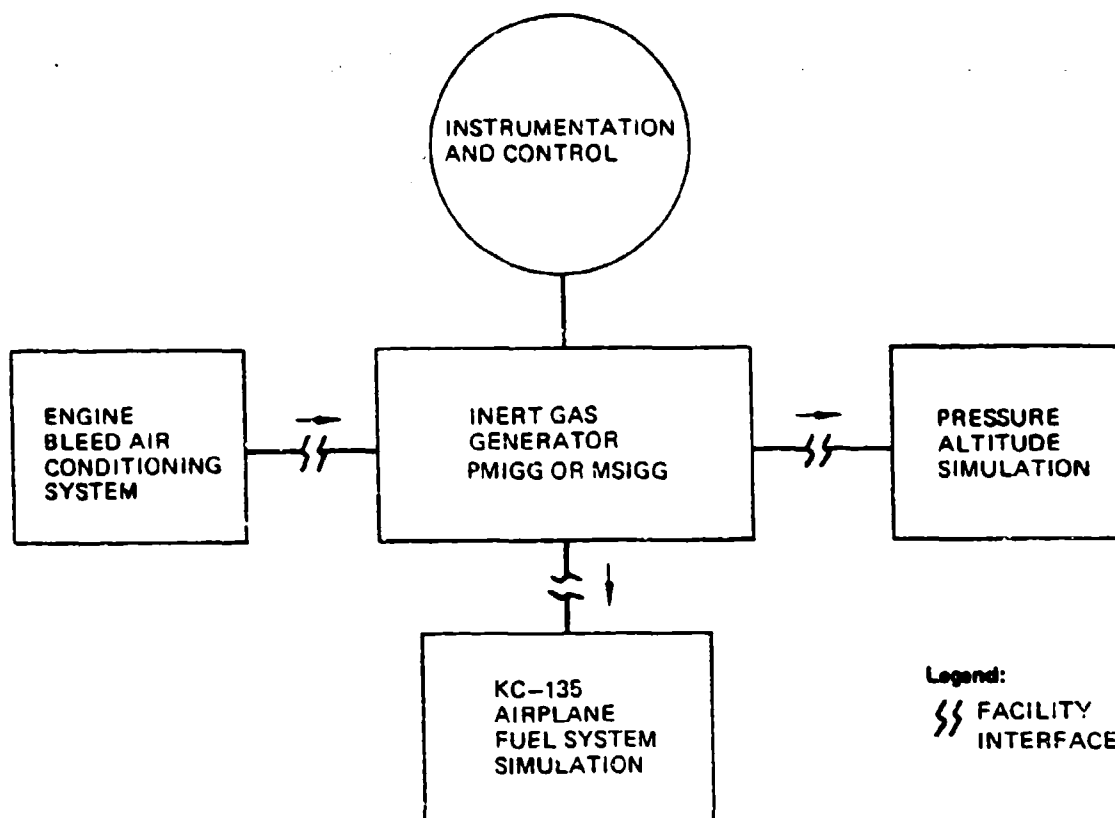 INSTRUMENTATION
AND CONTROL
ENGINE
BLEED AIR
CONDITIONING
SYSTEM
INERT GAS
GENERATOR
PMIGG OR MSIGG
PRESSURE
ALTITUDE
SIMULATION
KC-135
AIRPLANE
FUEL SYSTEM
SIMULATION
Legend:
FACILITY
INTERFACE